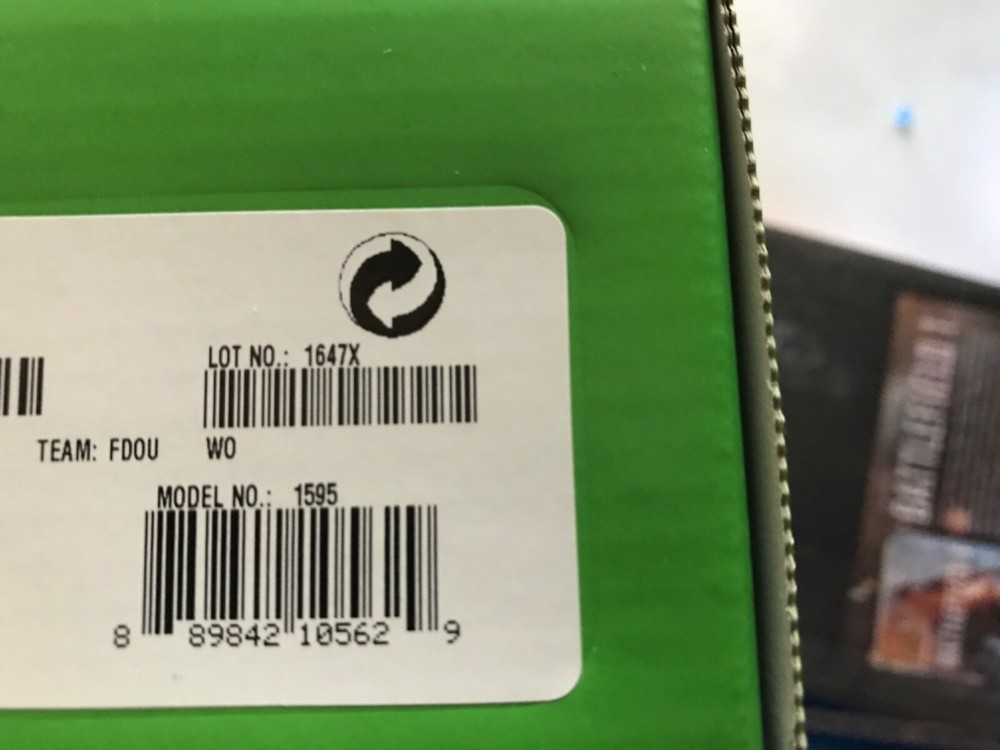 LOT NO.: 1647X
TEAM: FDOU WO
MODEL NO.: 1595
8 89842 10562 9